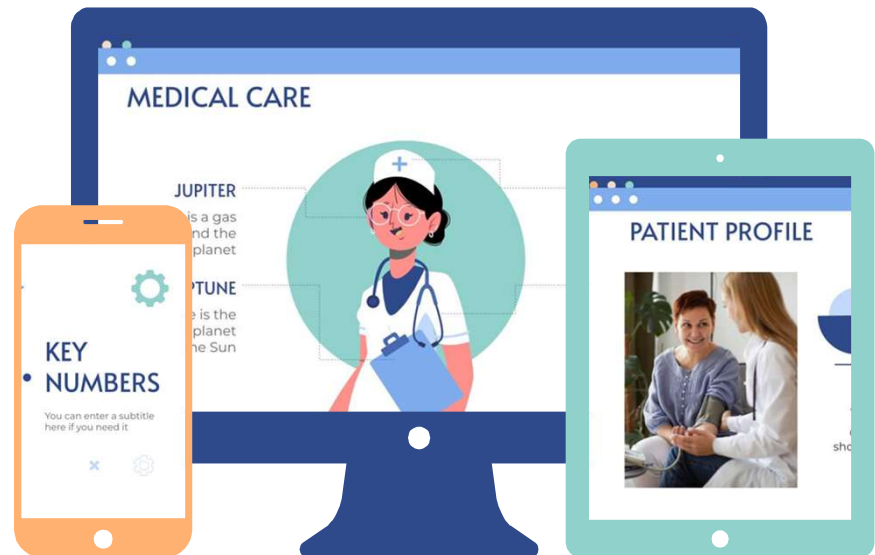 MEDICAL CARE
JUPITER
is a gas
nd the
planet
PTUNE
e is the
planet
he Sun
KEY
NUMBERS
You can enter a subtitle
here if you need it
PATIENT PROFILE
sho